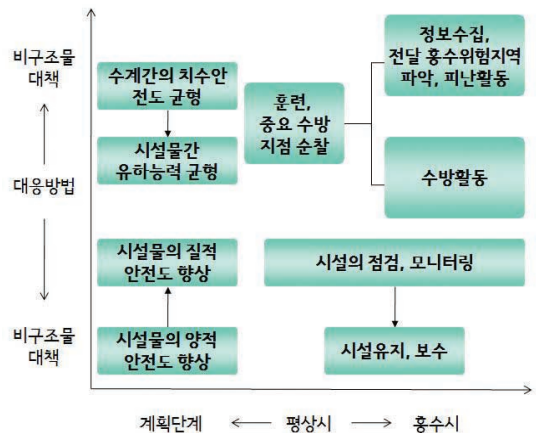 비구조물
대책
대응방법
비구조물
대책
수계간의 치수안
전도 균형
시설물간
유하능력 균형
훈련,
중요 수방
지점 순찰
정보수집,
전달 홍수위험지역
파악, 피난활동
수방활동
시설물의 질적
안전도 향상
시설물의 양적
안전도 향상
시설의 점검, 모니터링
시설유지, 보수
계획단계
평상시
홍수시